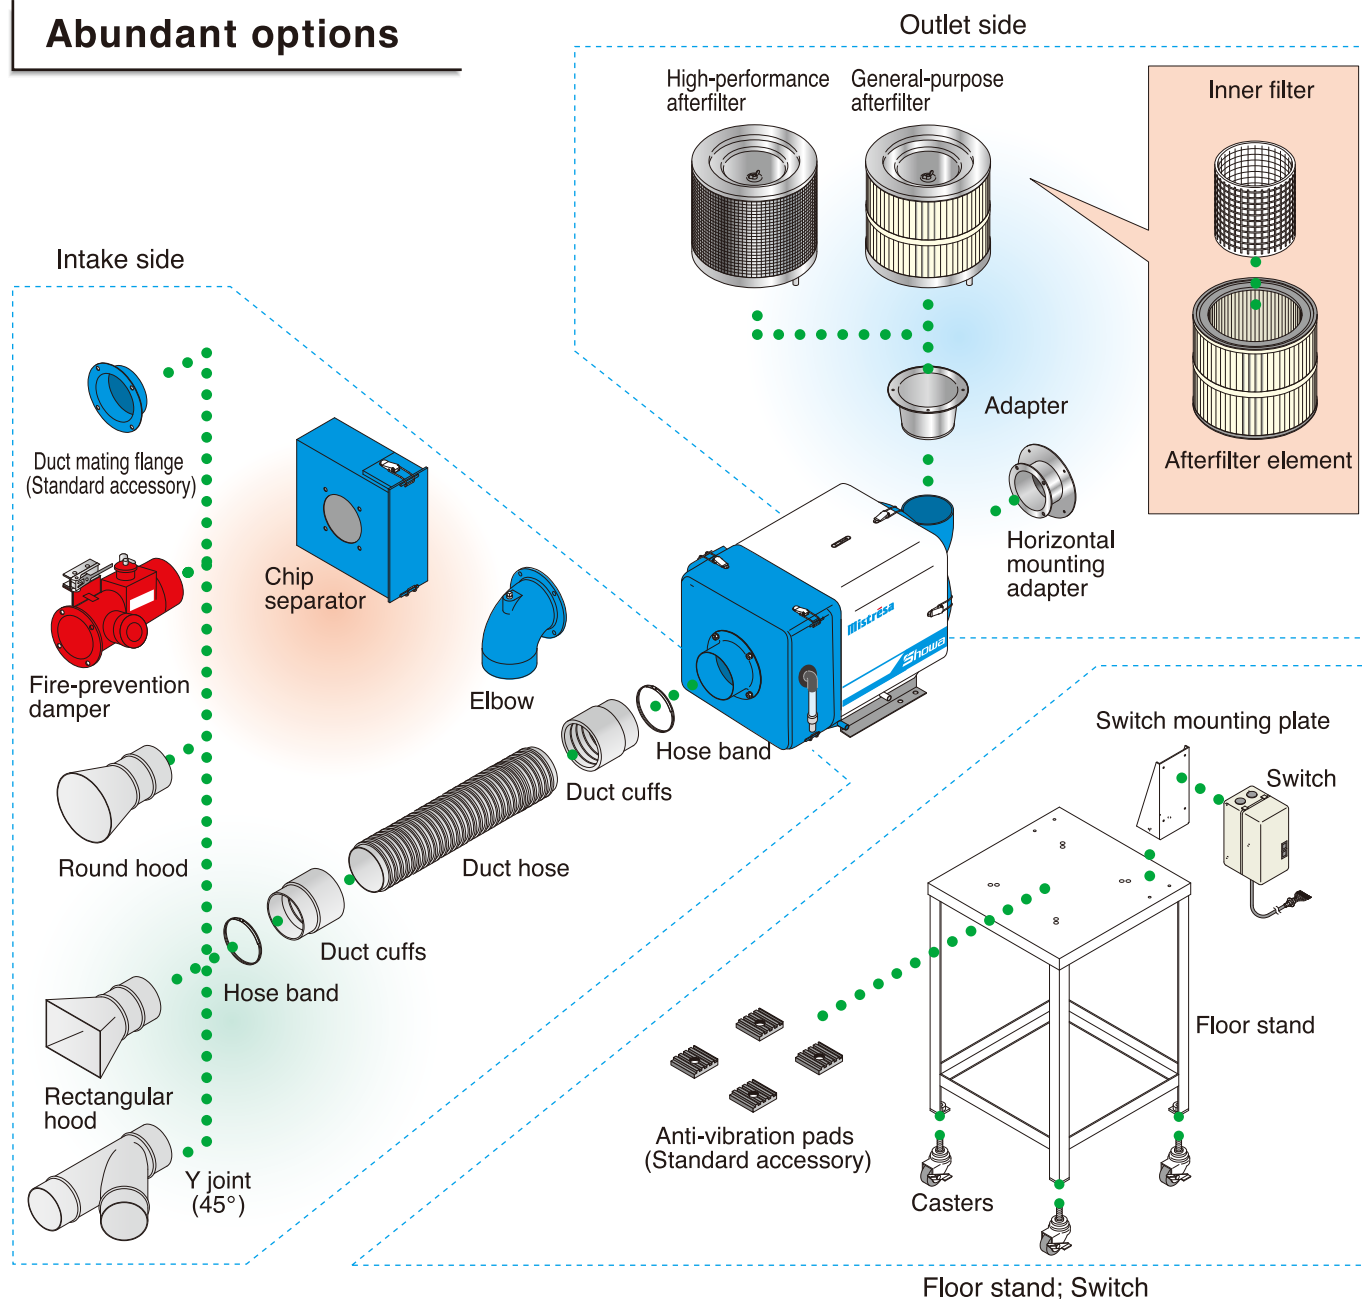 Abundant options
Outlet side
High-performance
afterfilter
General-purpose
afterfilter
Inner filter
Afterfilter element
Adapter
Horizontal
mounting
adapter
Intake side
Duct mating flange
(Standard accessory)
Chip
separator
Fire-prevention
damper
Elbow
Mistrësa
Showa
Hose band
Duct cuffs
Duct hose
Round hood
Duct cuffs
Hose band
Rectangular
hood
Y joint
(45°)
Switch mounting plate
Switch
Floor stand
Anti-vibration pads
(Standard accessory)
Casters
Floor stand; Switch